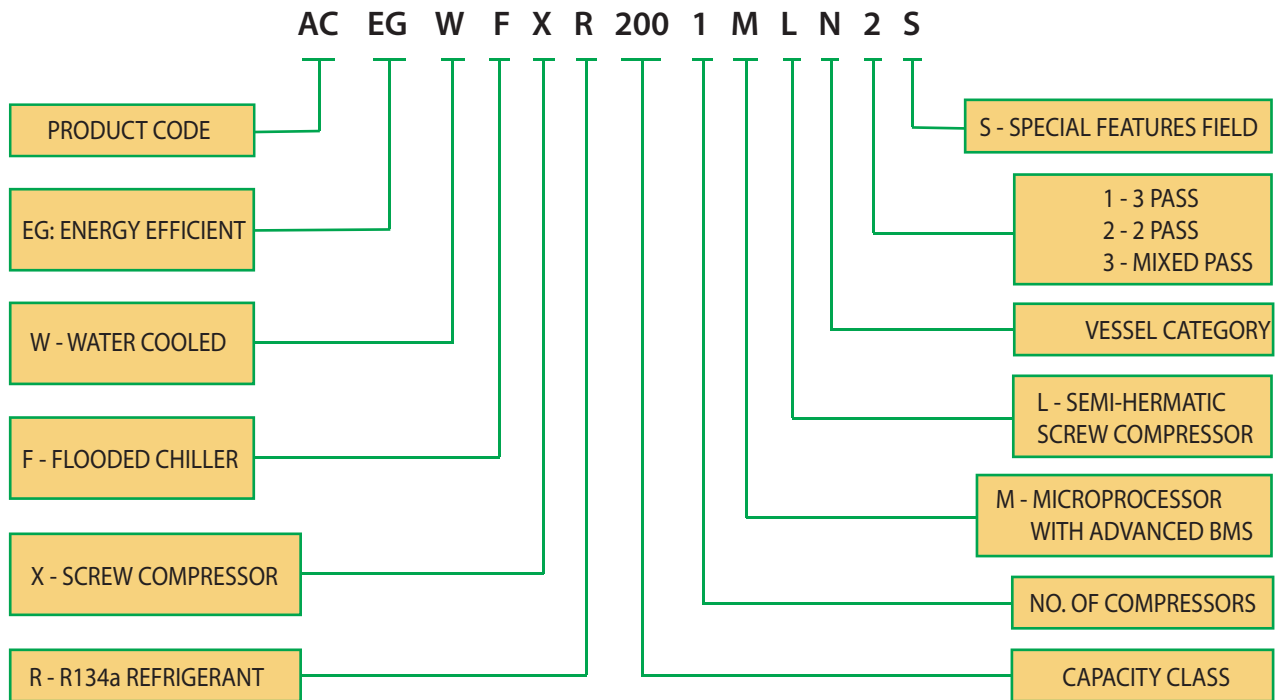 AC EG W F X R 200 1 M L N 2 S
PRODUCT CODE
EG: ENERGY EFFICIENT
W - WATER COOLED
F - FLOODED CHILLER
X - SCREW COMPRESSOR
R - R134a REFRIGERANT
S - SPECIAL FEATURES FIELD
1 - 3 PASS
2 - 2 PASS
3 - MIXED PASS
VESSEL CATEGORY
L - SEMI-HERMATIC
SCREW COMPRESSOR
M - MICROPROCESSOR
WITH ADVANCED BMS
NO. OF COMPRESSORS
CAPACITY CLASS